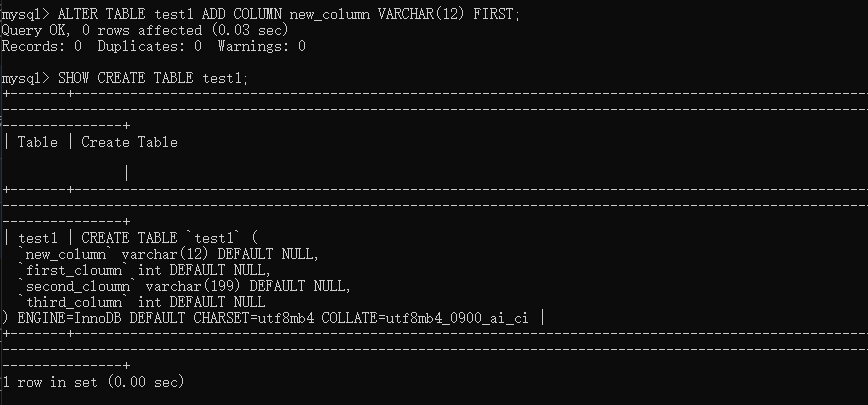 mysql> ALTER TABLE test1 ADD COLUMN new_column VARCHAR(12) FIRST;
Query OK, 0 rows affected (0.03 sec)
Records: 0  Duplicates: 0  Warnings: 0
mysql> SHOW CREATE TABLE test1;
| Table | Create Table
|
| test1 | CREATE TABLE `test1` (
`new_column` varchar(12) DEFAULT NULL,
`first_cloumn` int DEFAULT NULL,
`second_cloumn` varchar(199) DEFAULT NULL,
`third_column` int DEFAULT NULL
) ENGINE=InnoDB DEFAULT CHARSET=utf8mb4 COLLATE=utf8mb4_0900_ai_ci |
1 row in set (0.00 sec)